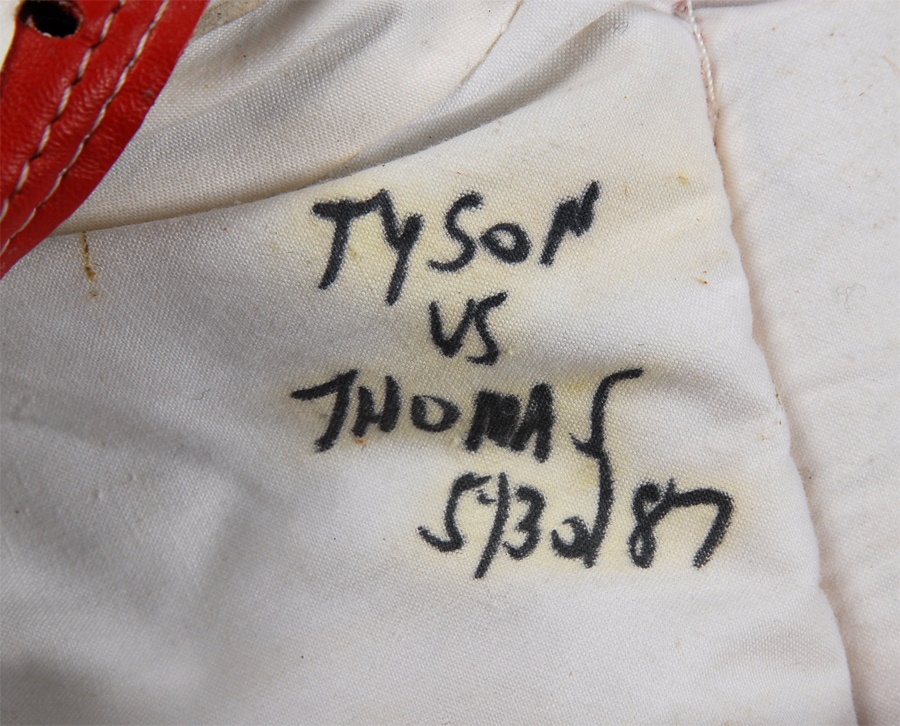 TYSON
VS
THOMAS
5/30/87